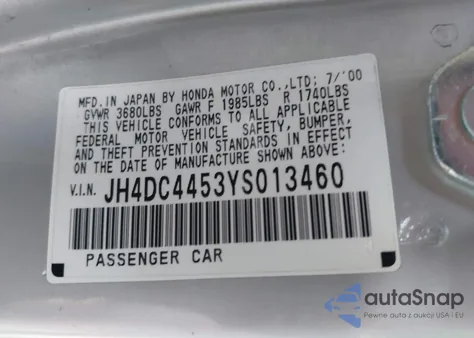 MFD. IN JAPAN BY HONDA MOTOR CO.,LTD; 7/'00
GVWR 3680LBS GAWR F 1985LBS R 1740LBS
THIS VEHICLE CONFORMS TO ALL APPLICABLE
FEDERAL MOTOR VEHICLE SAFETY, BUMPER,
AND THEFT PREVENTION STANDARDS IN EFFECT
ON THE DATE OF MANUFACTURE SHOWN ABOVE.
V.I.N. JH4DC4453YS013460
PASSENGER CAR
autoSnap
Pewne auto z aukcji USA i EU